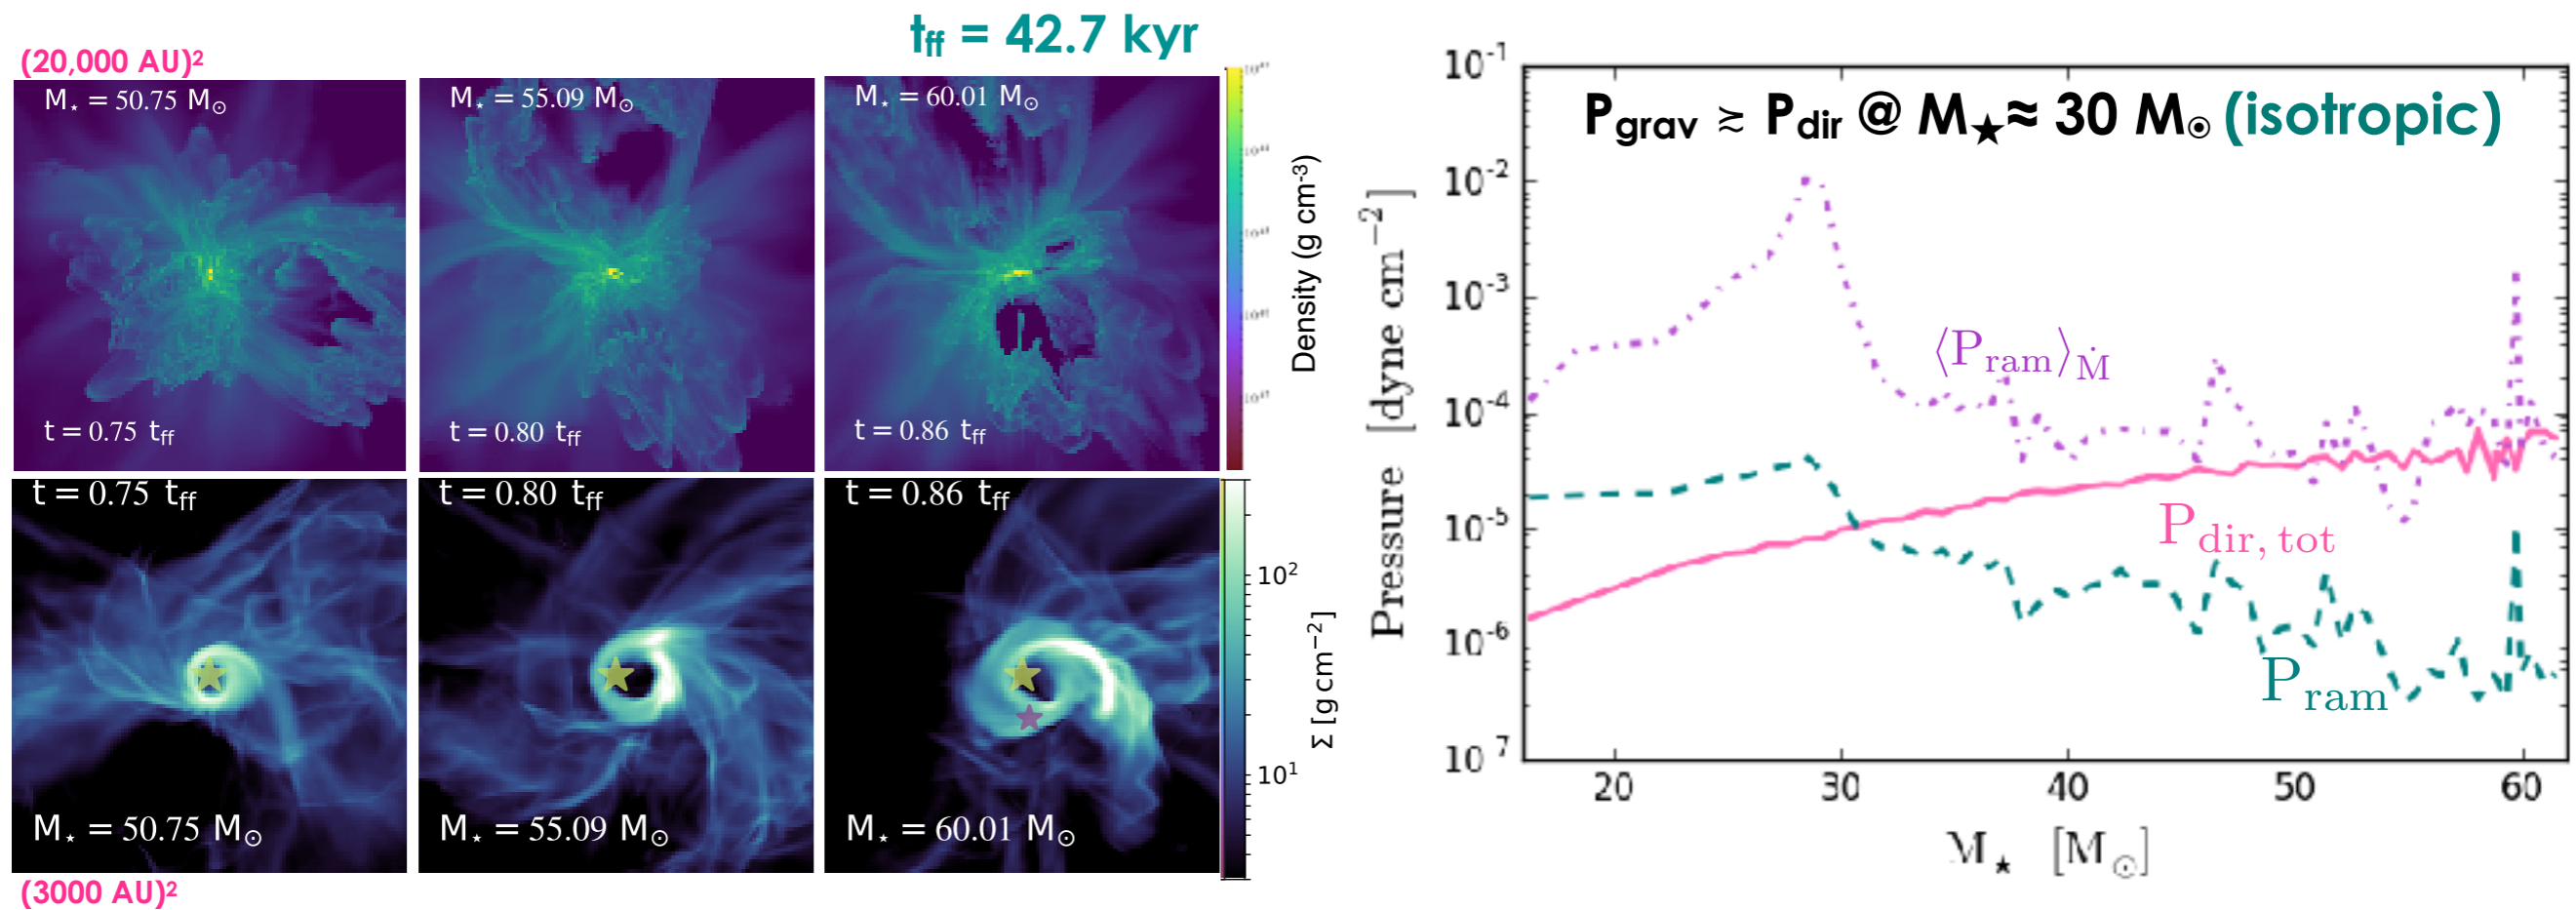 t_ff = 42.7 kyr
(20,000 AU)²
M⋆ = 50.75 M⊙
M⋆ = 55.09 M⊙
M⋆ = 60.01 M⊙
t = 0.75 t_ff
t = 0.80 t_ff
t = 0.86 t_ff
Density (g cm⁻³)
t = 0.75 t_ff
t = 0.80 t_ff
t = 0.86 t_ff
M⋆ = 50.75 M⊙
M⋆ = 55.09 M⊙
M⋆ = 60.01 M⊙
10²
10¹
Σ [g cm⁻²]
(3000 AU)²
P_grav ≳ P_dir @ M★ ≈ 30 M⊙ (isotropic)
Pressure [dyne cm⁻²]
10⁻¹
10⁻²
10⁻³
10⁻⁴
10⁻⁵
10⁻⁶
10⁻⁷
⟨P_ram⟩_Ṁ
P_dir, tot
P_ram
20 30 40 50 60
M⋆ [M⊙]